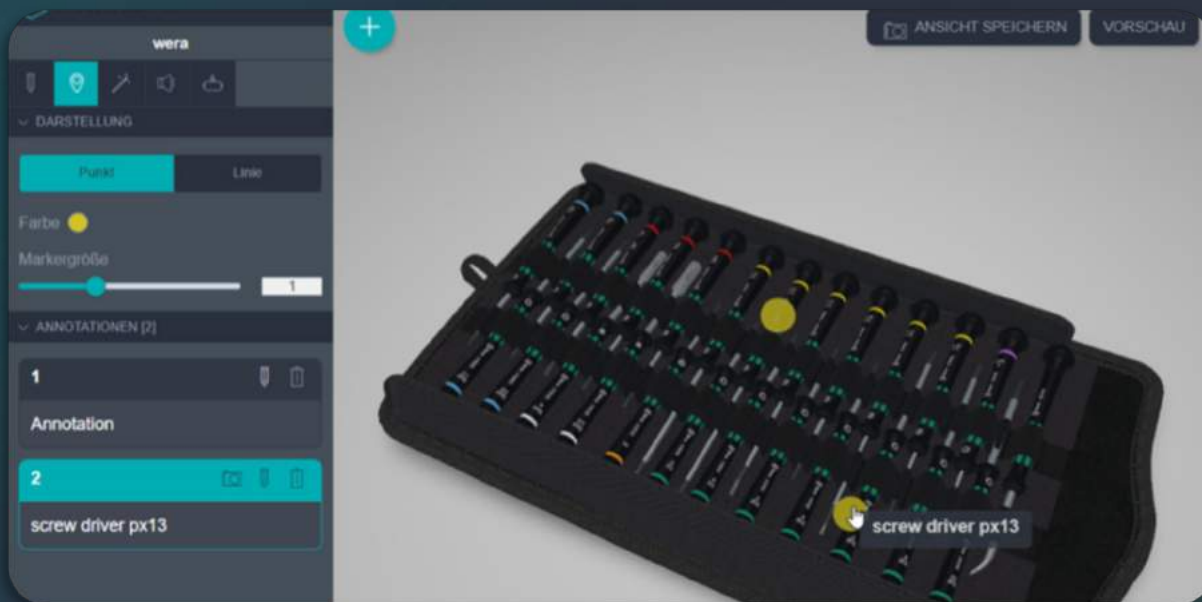 wera
ANSICHT SPEICHERN
VORSCHAU
DARSTELLUNG
Punkt
Linie
Farbe
Markergröße
1
ANNOTATIONEN [2]
1
Annotation
2
screw driver px13
screw driver px13